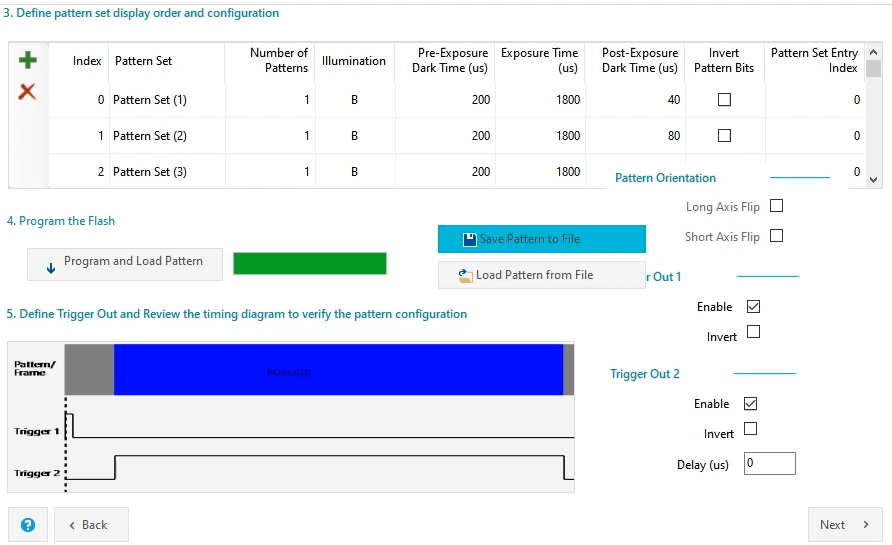 3. Define pattern set display order and configuration
Index Pattern Set Number of Patterns Illumination Pre-Exposure Dark Time (us) Exposure Time (us) Post-Exposure Dark Time (us) Invert Pattern Bits Pattern Set Entry Index
0 Pattern Set (1) 1 B 200 1800 40 0
1 Pattern Set (2) 1 B 200 1800 80 0
2 Pattern Set (3) 1 B 200 1800 0
Pattern Orientation
Long Axis Flip
Short Axis Flip
4. Program the Flash
Program and Load Pattern
Save Pattern to File
Load Pattern from File
r Out 1
Enable
Invert
5. Define Trigger Out and Review the timing diagram to verify the pattern configuration
Pattern/
Frame
PData(0)
Trigger 1
Trigger 2
Trigger Out 2
Enable
Invert
Delay (us) 0
? < Back
Next >